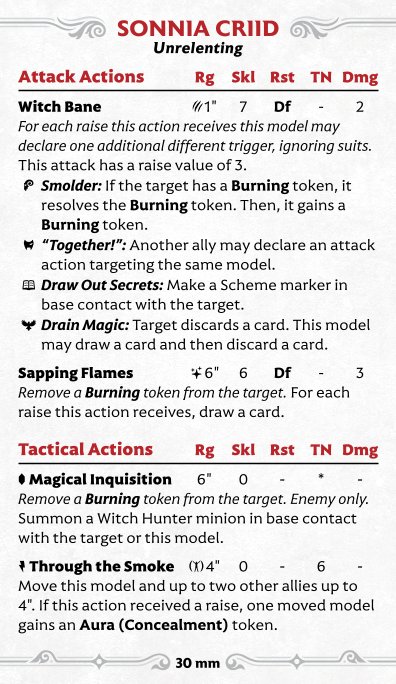 SONNIA CRIID
Unrelenting
Attack Actions Rg Skl Rst TN Dmg
Witch Bane 1" 7 Df - 2
For each raise this action receives this model may
declare one additional different trigger, ignoring suits.
This attack has a raise value of 3.
Smolder: If the target has a Burning token, it
resolves the Burning token. Then, it gains a
Burning token.
"Together!": Another ally may declare an attack
action targeting the same model.
Draw Out Secrets: Make a Scheme marker in
base contact with the target.
Drain Magic: Target discards a card. This model
may draw a card and then discard a card.
Sapping Flames 6" 6 Df - 3
Remove a Burning token from the target. For each
raise this action receives, draw a card.
Tactical Actions Rg Skl Rst TN Dmg
Magical Inquisition 6" 0 - * -
Remove a Burning token from the target. Enemy only.
Summon a Witch Hunter minion in base contact
with the target or this model.
Through the Smoke 4" 0 - 6 -
Move this model and up to two other allies up to
4". If this action received a raise, one moved model
gains an Aura (Concealment) token.
30 mm